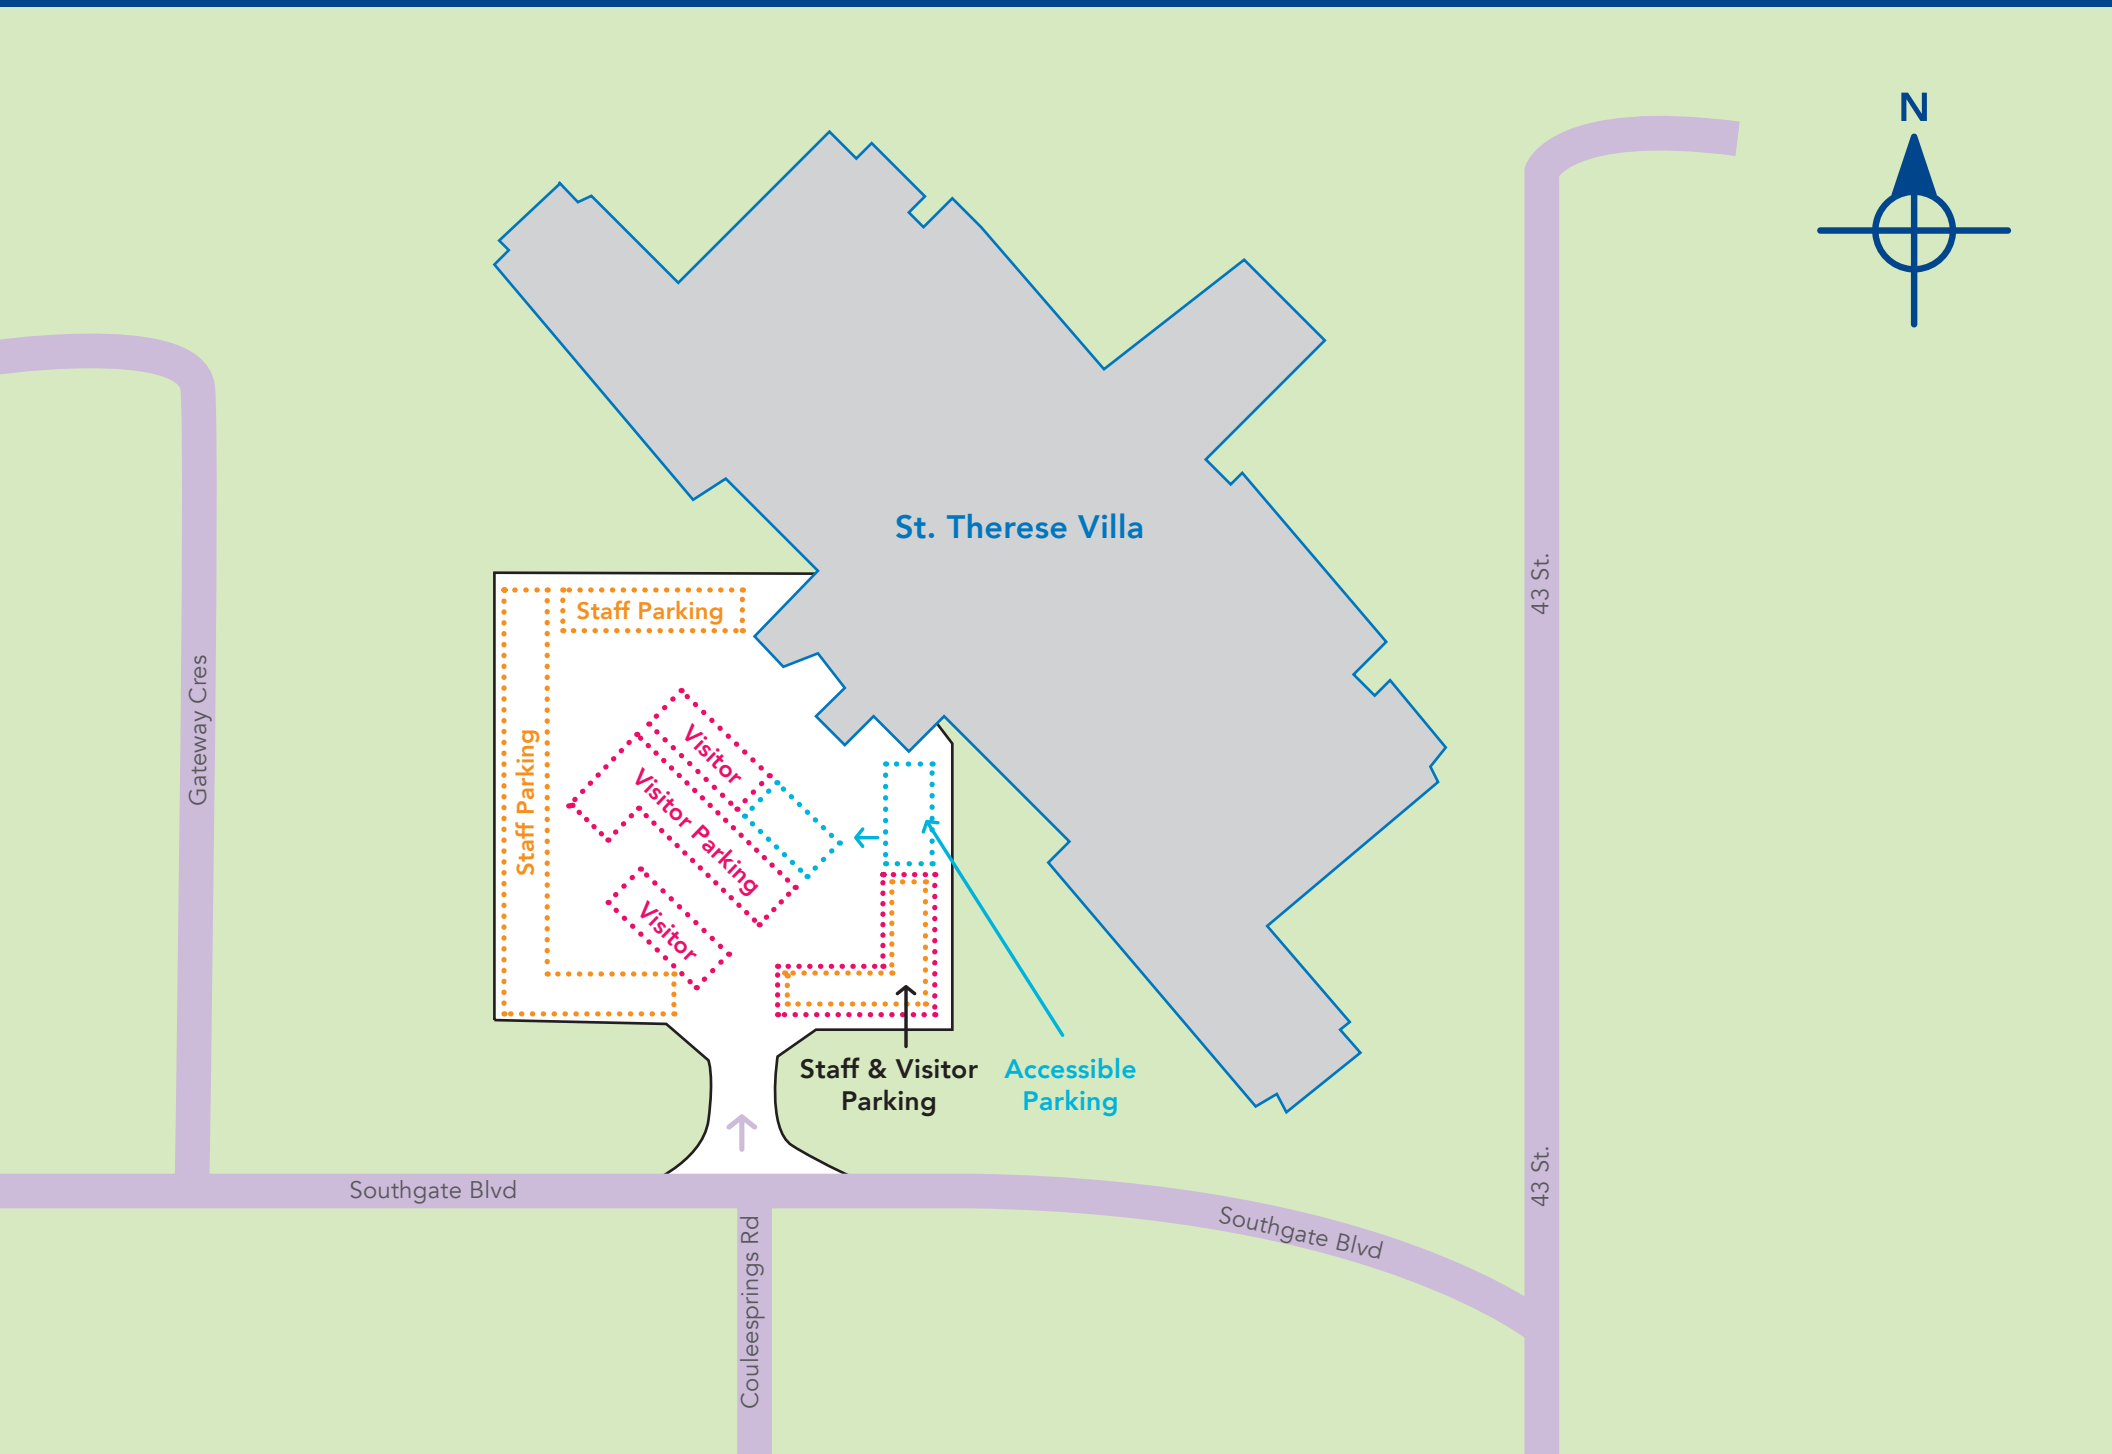 N
St. Therese Villa
43 St.
Staff Parking
Gateway Cres
Staff Parking
Visitor
Visitor Parking
Visitor
Staff & Visitor
Parking
Accessible
Parking
43 St.
Southgate Blvd
Southgate Blvd
Couleesprings Rd